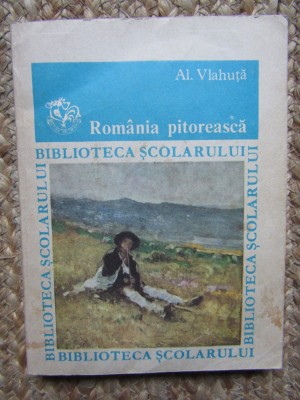 Al. Vlahuță
România pitorească
BIBLIOTECA ȘCOLARULUI
BIBLIOTECA ȘCOLARULUI
BIBLIOTECA ȘCOLARULUI
BIBLIOTECA ȘCOLARULUI